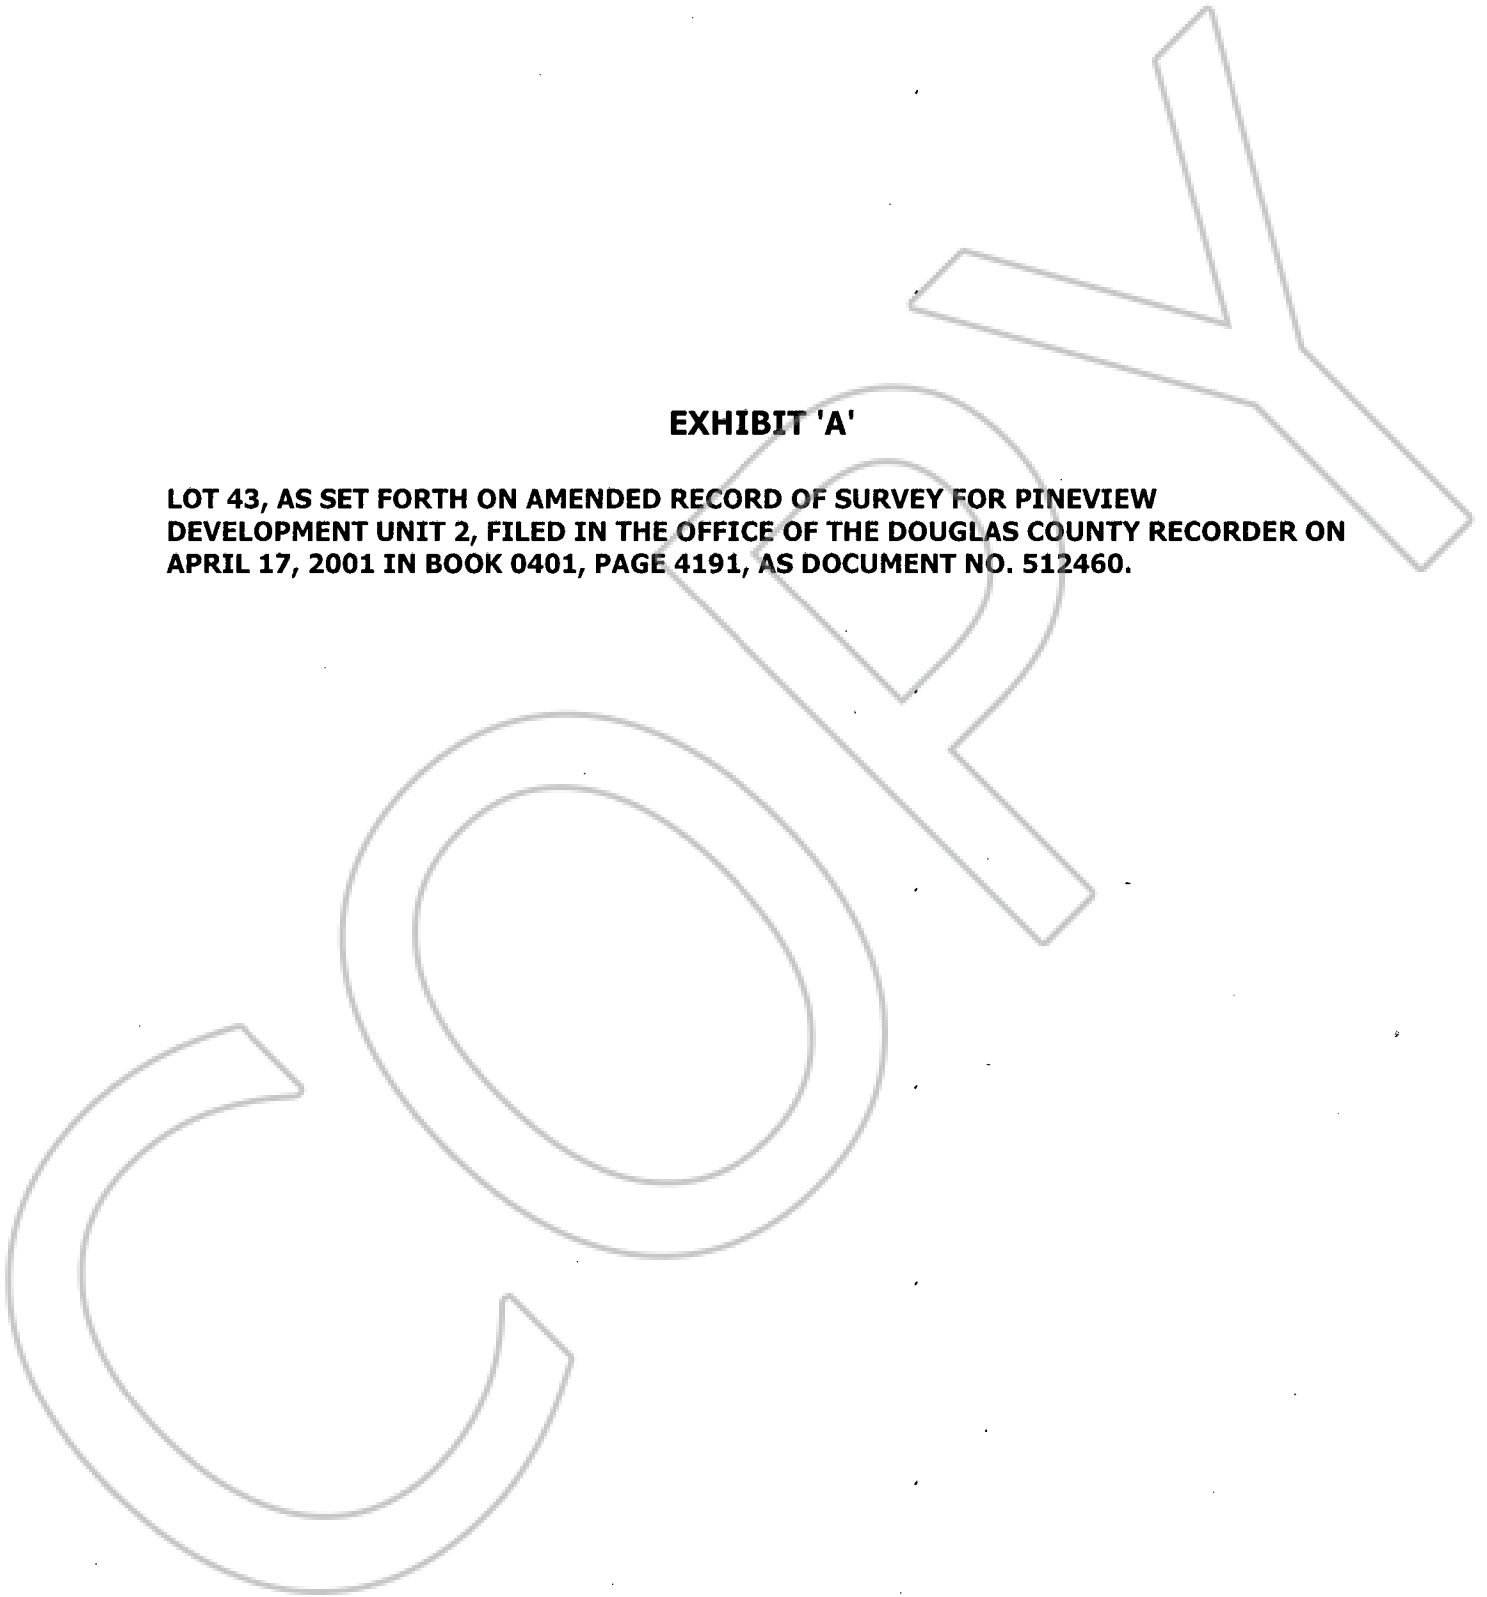 EXHIBIT 'A'
LOT 43, AS SET FORTH ON AMENDED RECORD OF SURVEY FOR PINEVIEW
DEVELOPMENT UNIT 2, FILED IN THE OFFICE OF THE DOUGLAS COUNTY RECORDER ON
APRIL 17, 2001 IN BOOK 0401, PAGE 4191, AS DOCUMENT NO. 512460.
COPY